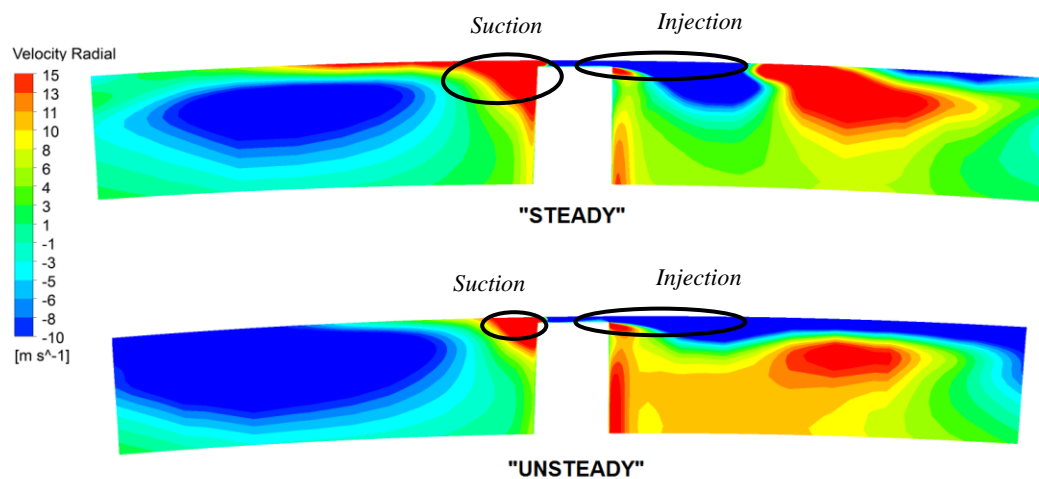 Suction
Injection
Velocity Radial
15
13
11
10
8
6
4
3
1
-1
-3
-5
-6
-8
-10
[m s^-1]
"STEADY"
Suction
Injection
"UNSTEADY"